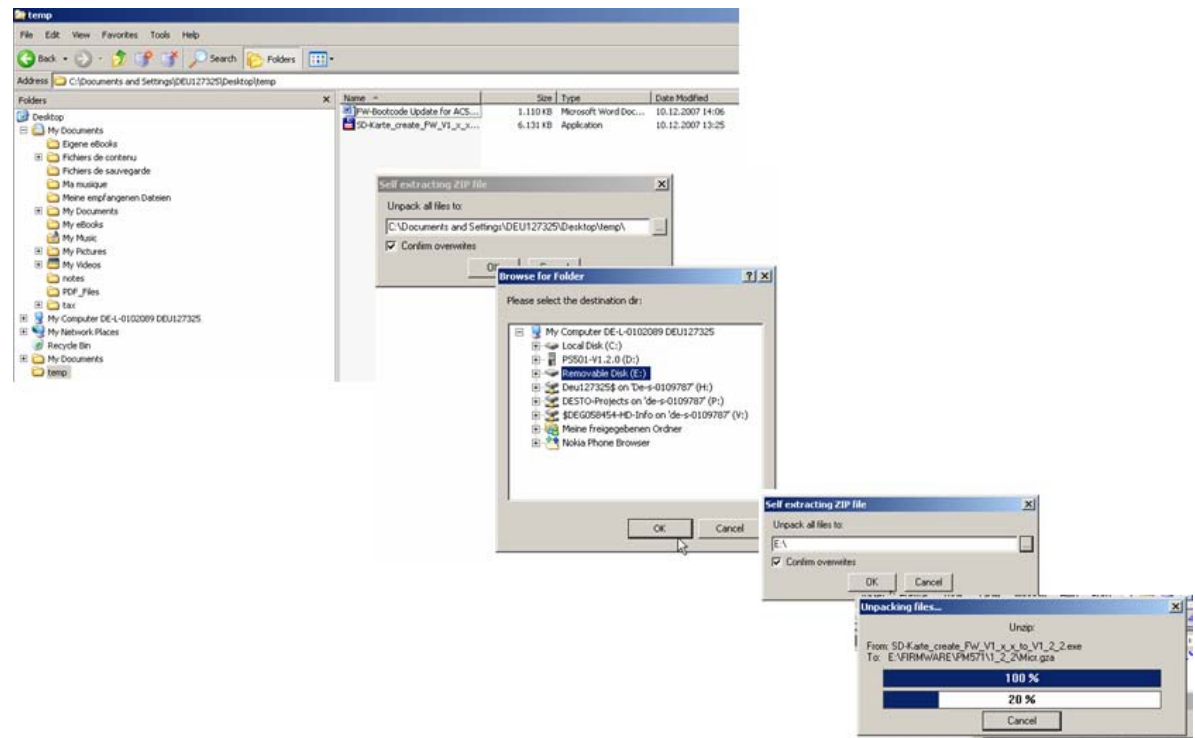 temp
File Edit View Favorites Tools Help
Back Search Folders
Address C:\Documents and Settings\DEU127325\Desktop\temp
Folders x
Name Size Type Date Modified
FW-Bootcode Update for AC5... 1.110 KB Microsoft Word Doc... 10.12.2007 14:06
SD-Karte_create_FW_V1_x_x... 6.131 KB Application 10.12.2007 13:25
Desktop
My Documents
Eigene eBooks
Fichiers de contenu
Fichiers de sauvegarde
Ma musique
Meine empfangenen Dateien
My Documents
My eBooks
My Music
My Pictures
My Videos
notes
PDF_Files
tax
My Computer DE-L-0102089 DEU127325
My Network Places
Recycle Bin
My Documents
temp
Self extracting ZIP file
Unpack all files to:
C:\Documents and Settings\DEU127325\Desktop\temp\ ...
Confirm overwrites
Browse for Folder
Please select the destination dir:
My Computer DE-L-0102089 DEU127325
Local Disk (C:)
PS501-V1.2.0 (D:)
Removable Disk (E:)
Deu127325$ on 'De-s-0109787' (H:)
DESTO-Projects on 'de-s-0109787' (P:)
$DEG058454-HD-Info on 'de-s-0109787' (V:)
Meine freigegebenen Ordner
Nokia Phone Browser
OK Cancel
Self extracting ZIP file
Unpack all files to:
E:\ ...
Confirm overwrites
OK Cancel
Unpacking files...
Unzip:
From: SD-Karte_create_FW_V1_x_x_to_V1_2_2.exe
To: E:\FIRMWARE\PM571\1_2_2\Micr.gza
100 %
20 %
Cancel